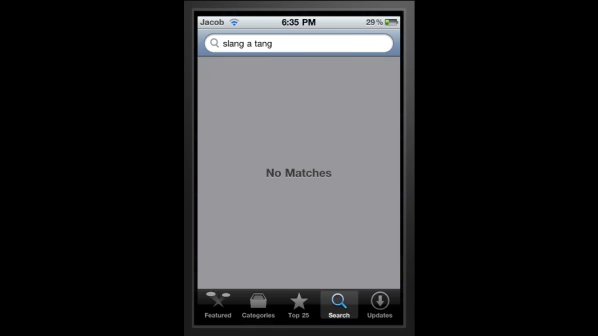 Jacob 6:35 PM 29%
slang a tang
No Matches
Featured Categories Top 25 Search Updates